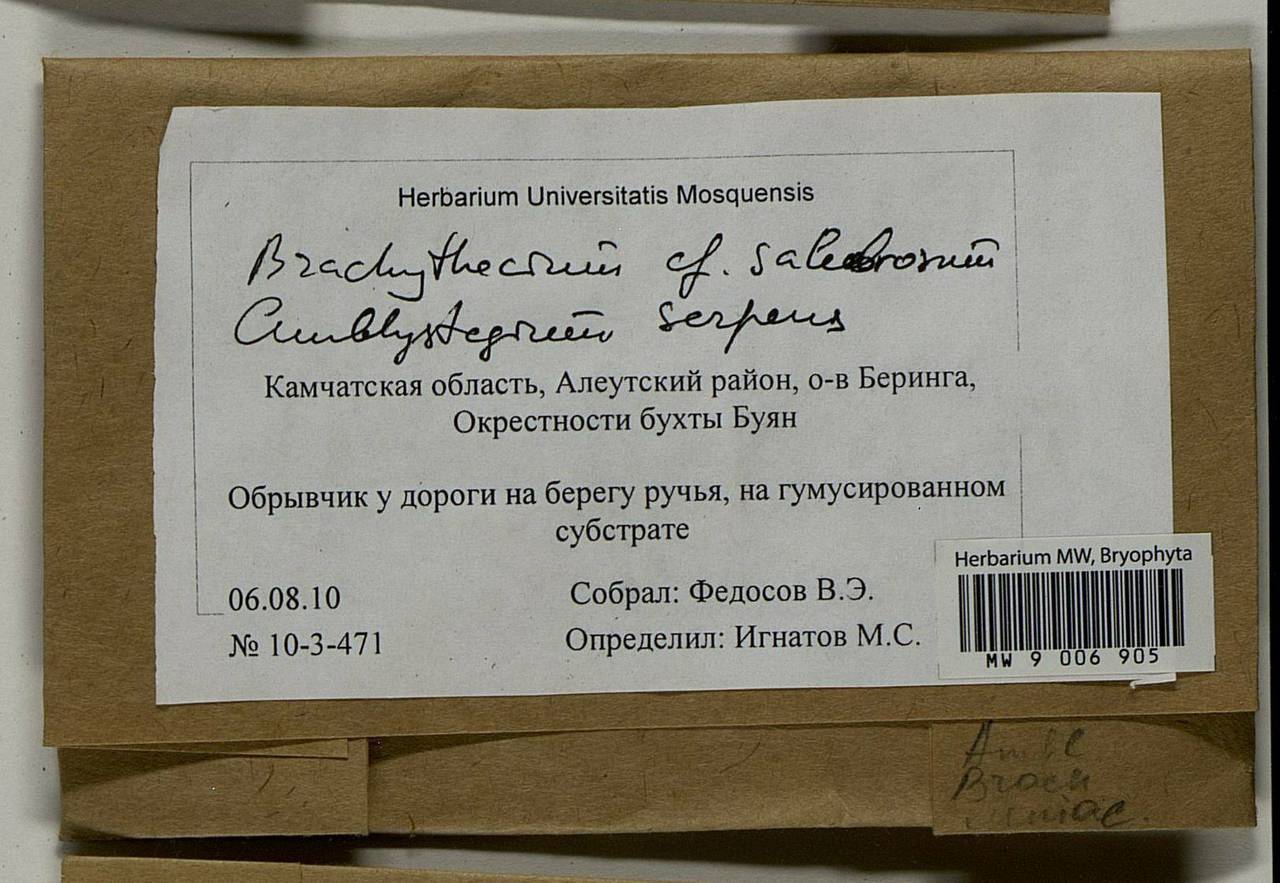 Herbarium Universitatis Mosquensis
Brachythecium cf. salebrosum
Amblystegium serpens
Камчатская область, Алеутский район, о-в Беринга,
Окрестности бухты Буян
Обрывчик у дороги на берегу ручья, на гумусированном
субстрате
06.08.10
Собрал: Федосов В.Э.
№ 10-3-471
Определил: Игнатов М.С.
Herbarium MW, Bryophyta
MW 9 006 905
Ambl
Brach